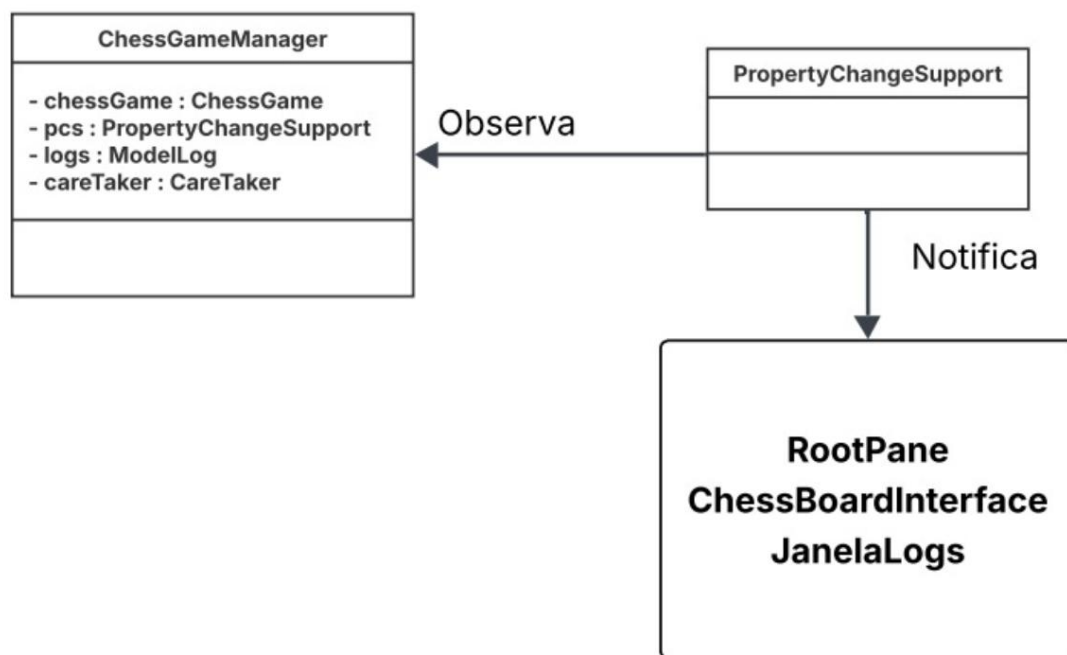 ChessGameManager
- chessGame : ChessGame
- pcs : PropertyChangeSupport
- logs : ModelLog
- careTaker : CareTaker
Observa
PropertyChangeSupport
Notifica
RootPane
ChessBoardInterface
JanelaLogs